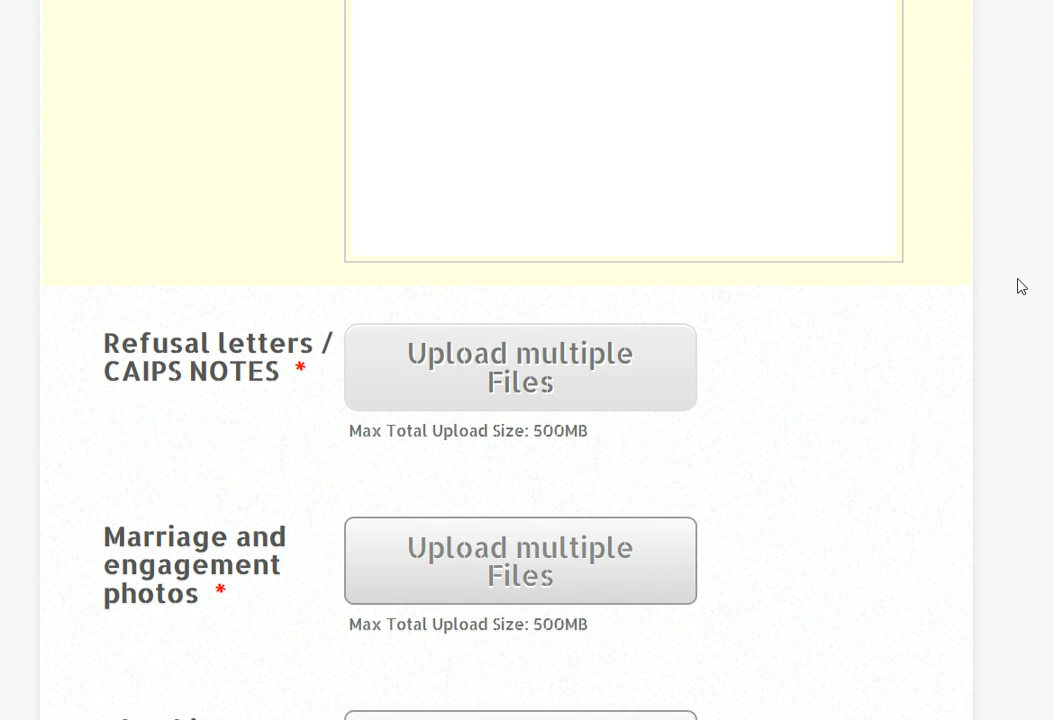 Refusal letters /
CAIPS NOTES *
Upload multiple
Files
Max Total Upload Size: 500MB
Marriage and
engagement
photos *
Upload multiple
Files
Max Total Upload Size: 500MB